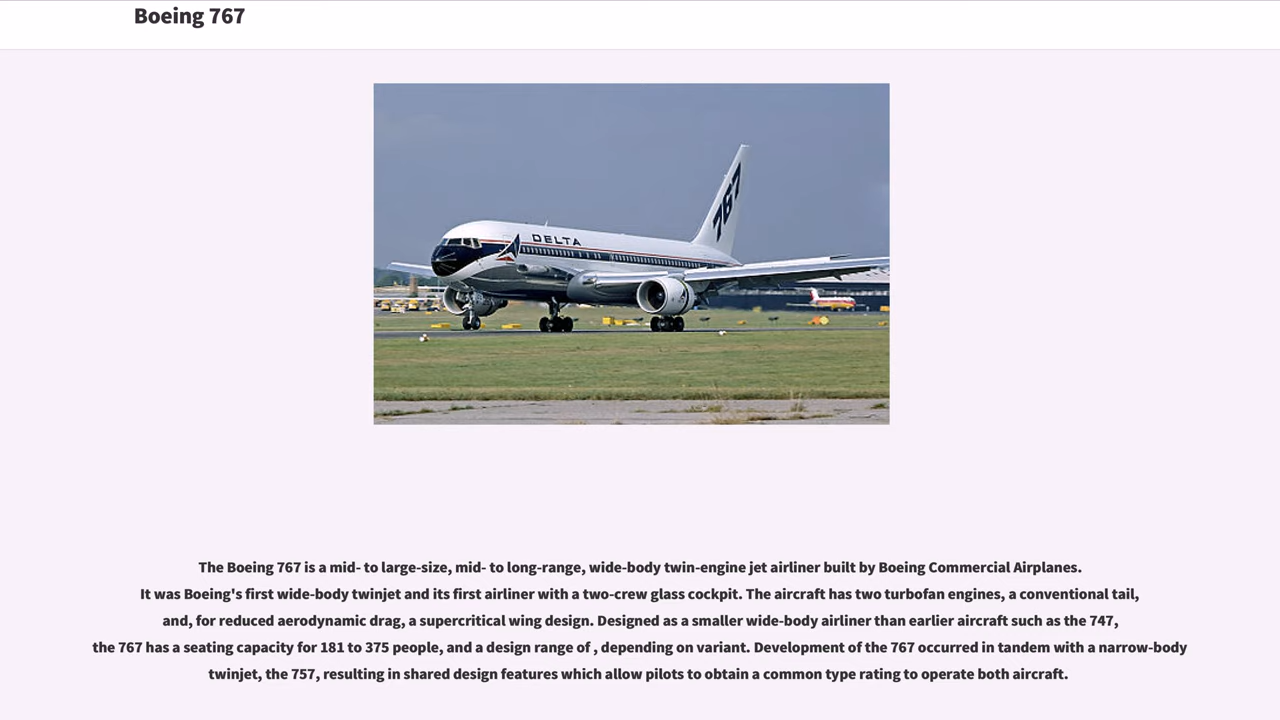 Boeing 767
767
DELTA
The Boeing 767 is a mid- to large-size, mid- to long-range, wide-body twin-engine jet airliner built by Boeing Commercial Airplanes.
It was Boeing's first wide-body twinjet and its first airliner with a two-crew glass cockpit. The aircraft has two turbofan engines, a conventional tail,
and, for reduced aerodynamic drag, a supercritical wing design. Designed as a smaller wide-body airliner than earlier aircraft such as the 747,
the 767 has a seating capacity for 181 to 375 people, and a design range of , depending on variant. Development of the 767 occurred in tandem with a narrow-body
twinjet, the 757, resulting in shared design features which allow pilots to obtain a common type rating to operate both aircraft.